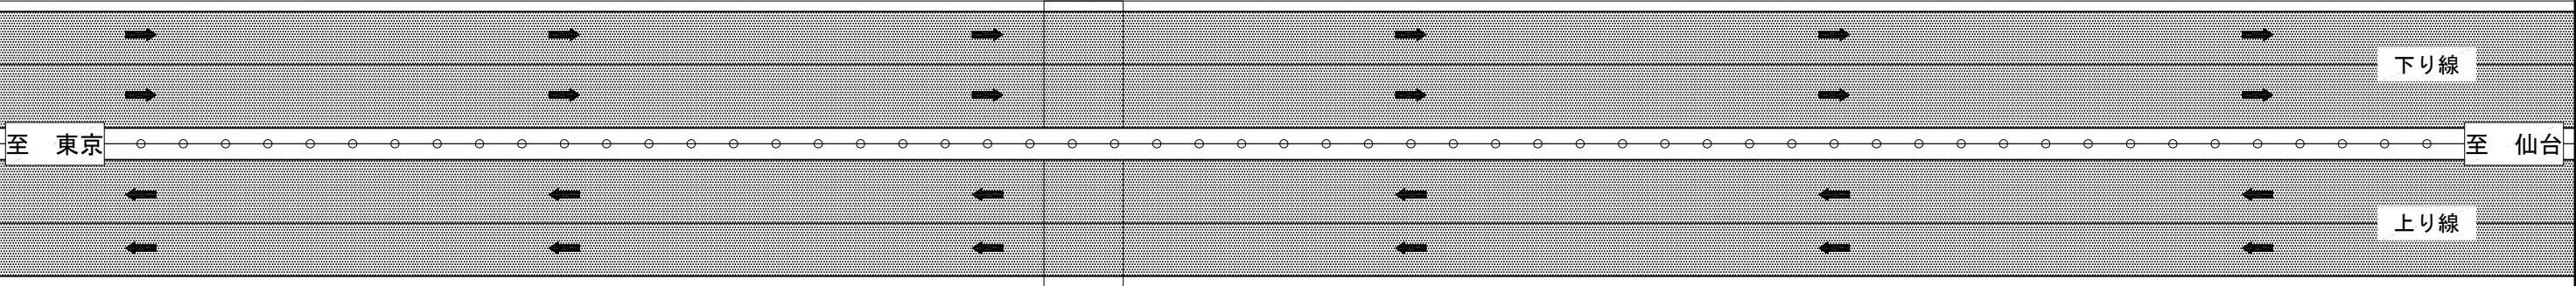 下り線
至　東京
至　仙台
上り線